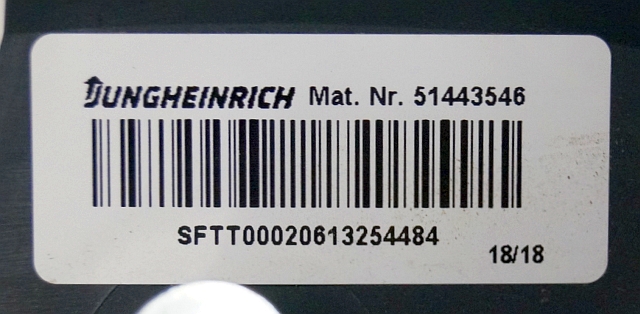 JUNGHEINRICH Mat. Nr. 51443546
SFTT00020613254484
18/18